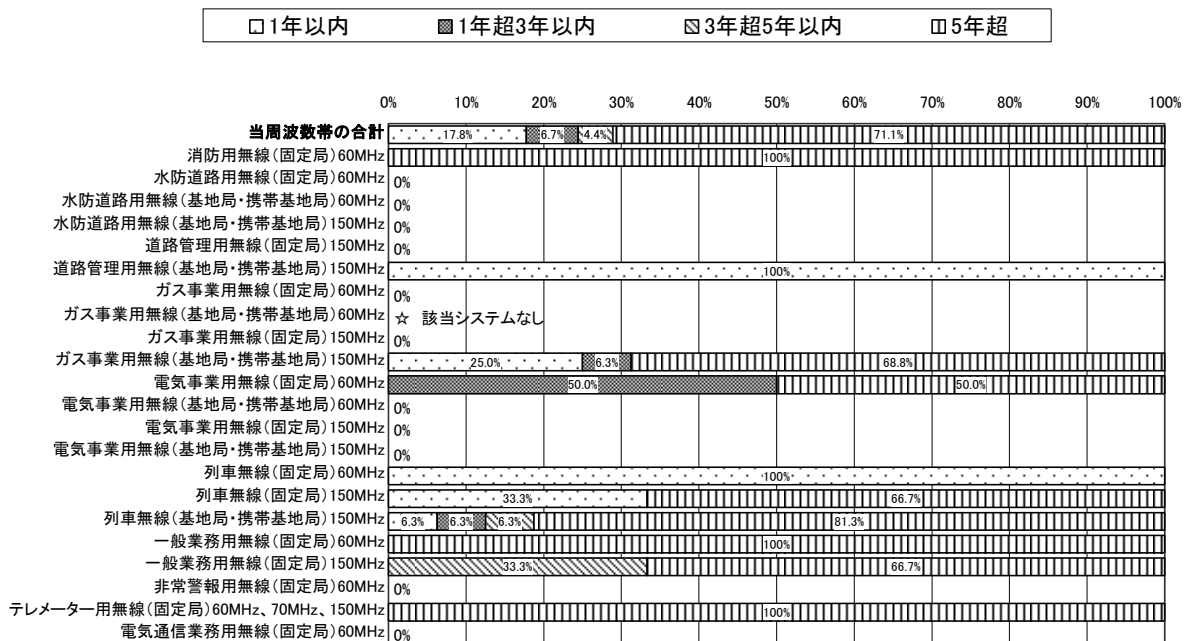 1年以内 1年超3年以内 3年超5年以内 5年超
0% 10% 20% 30% 40% 50% 60% 70% 80% 90% 100%
当周波数帯の合計 17.8% 6.7% 4.4% 71.1%
消防用無線(固定局)60MHz 100%
水防道路用無線(固定局)60MHz 0%
水防道路用無線(基地局・携帯基地局)60MHz 0%
水防道路用無線(基地局・携帯基地局)150MHz 0%
道路管理用無線(固定局)150MHz 0%
道路管理用無線(基地局・携帯基地局)150MHz 100%
ガス事業用無線(固定局)60MHz 0%
ガス事業用無線(基地局・携帯基地局)60MHz ☆ 該当システムなし
ガス事業用無線(固定局)150MHz 0%
ガス事業用無線(基地局・携帯基地局)150MHz 25.0% 6.3% 68.8%
電気事業用無線(固定局)60MHz 50.0% 50.0%
電気事業用無線(基地局・携帯基地局)60MHz 0%
電気事業用無線(固定局)150MHz 0%
電気事業用無線(基地局・携帯基地局)150MHz 0%
列車無線(固定局)60MHz 100%
列車無線(固定局)150MHz 33.3% 66.7%
列車無線(基地局・携帯基地局)150MHz 6.3% 6.3% 6.3% 81.3%
一般業務用無線(固定局)60MHz 100%
一般業務用無線(固定局)150MHz 33.3% 66.7%
非常警報用無線(固定局)60MHz 0%
テレメーター用無線(固定局)60MHz、70MHz、150MHz 100%
電気通信業務用無線(固定局)60MHz 0%